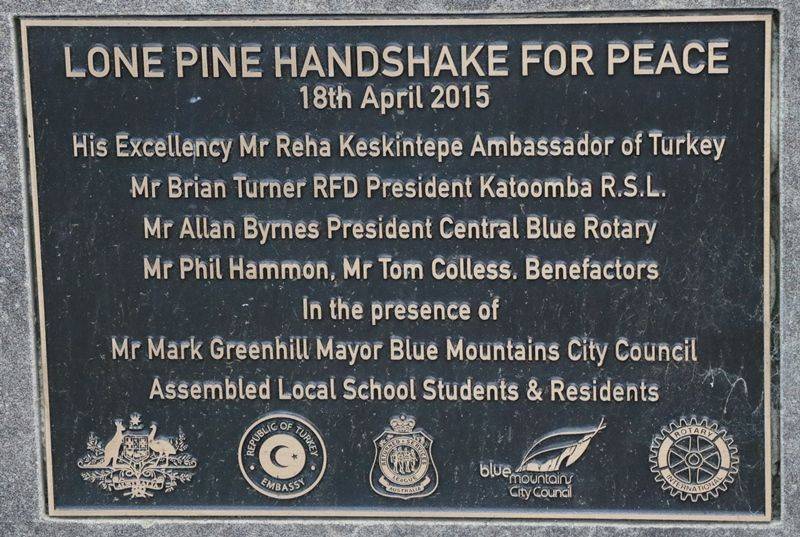 LONE PINE HANDSHAKE FOR PEACE
18th April 2015
His Excellency Mr Reha Keskintepe Ambassador of Turkey
Mr Brian Turner RFD President Katoomba R.S.L.
Mr Allan Byrnes President Central Blue Rotary
Mr Phil Hammon, Mr Tom Colless. Benefactors
In the presence of
Mr Mark Greenhill Mayor Blue Mountains City Council
Assembled Local School Students & Residents
REPUBLIC OF TURKEY
EMBASSY
LEAGUE
AUSTRALIA
blue
mountains
City Council
ROTARY
INTERNATIONAL